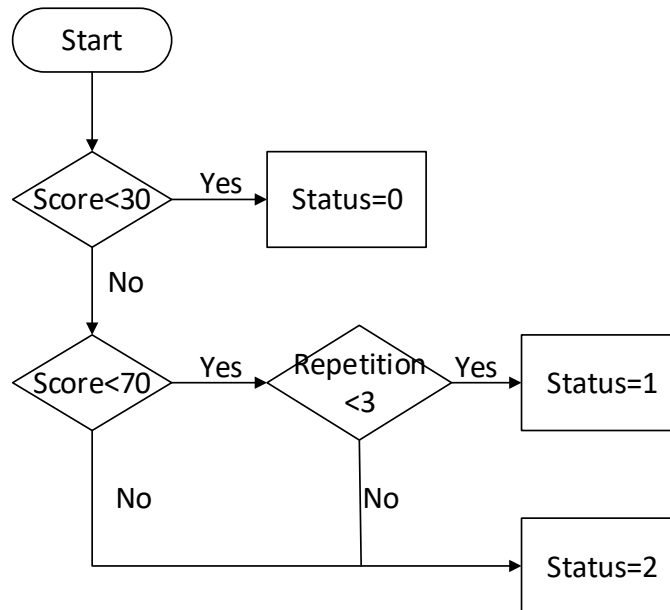 Start
Score<30
Yes
Status=0
No
Score<70
Yes
Repetition
<3
Yes
Status=1
No
No
Status=2